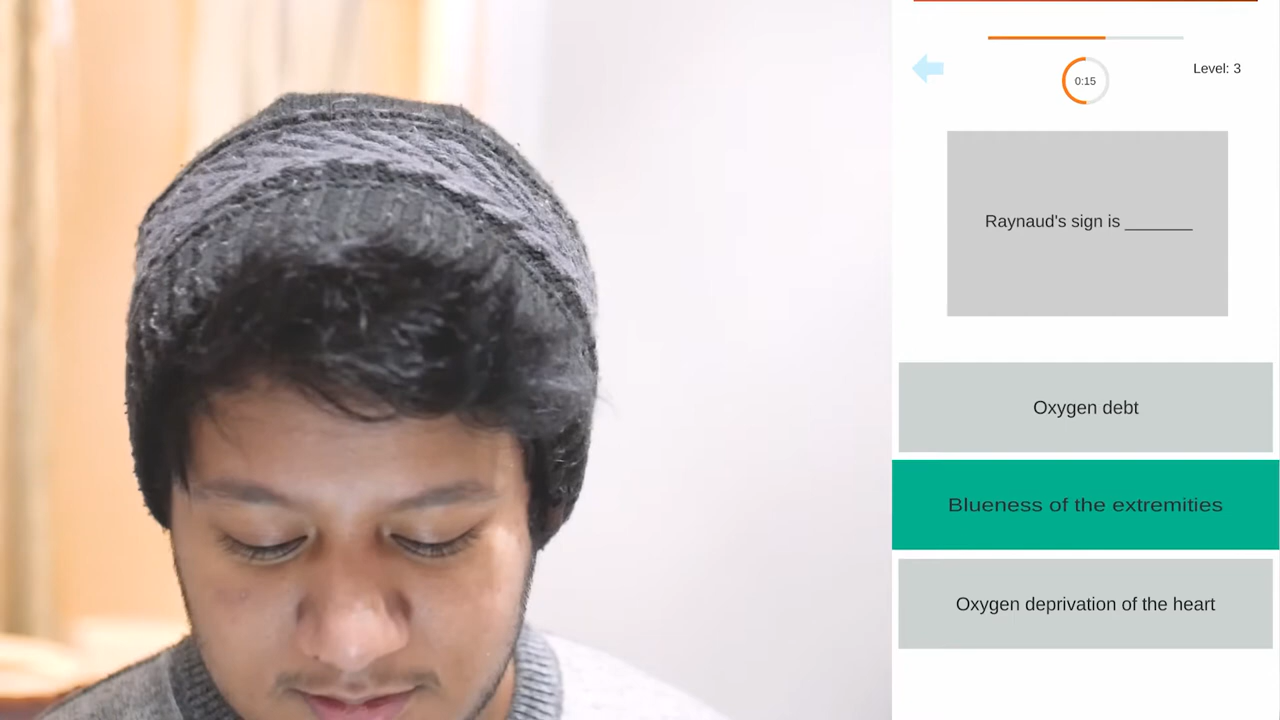 Level: 3
0:15
Raynaud's sign is _______
Oxygen debt
Blueness of the extremities
Oxygen deprivation of the heart